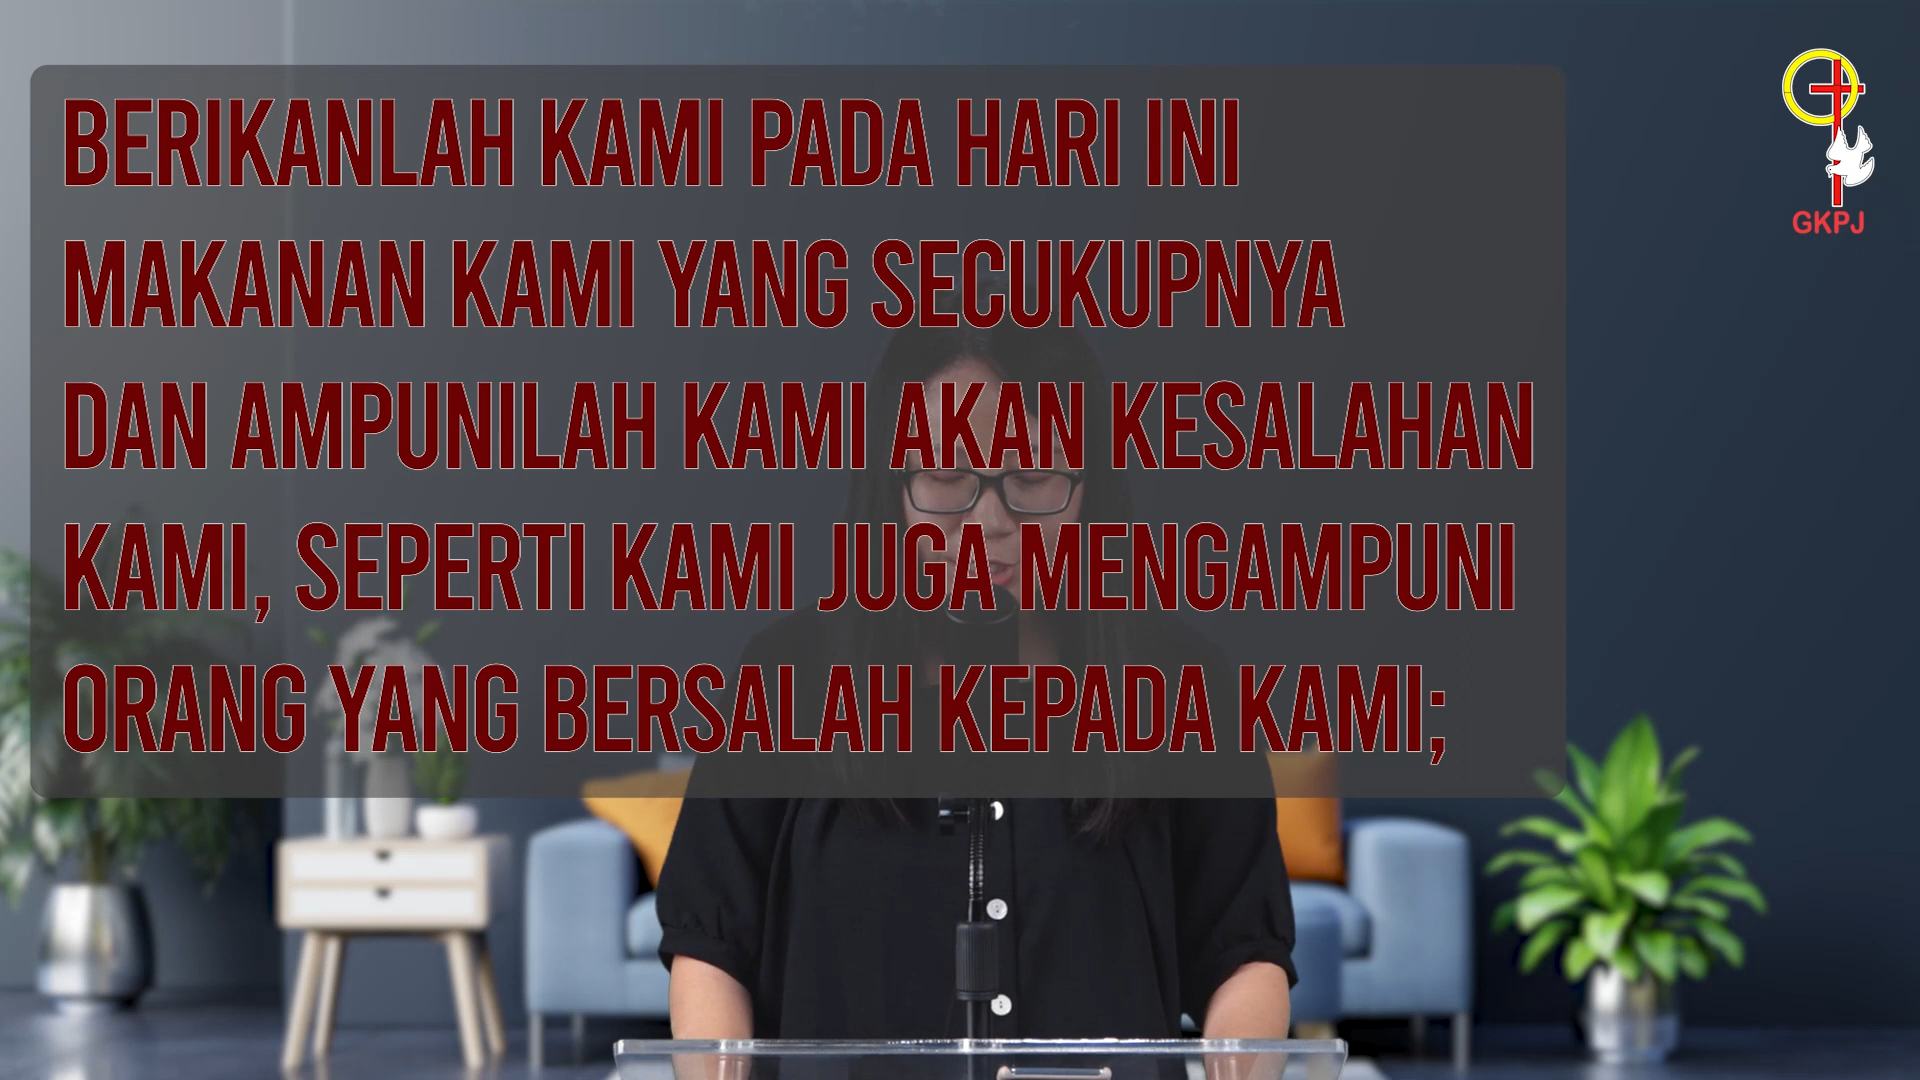 BERIKANLAH KAMI PADA HARI INI
MAKANAN KAMI YANG SECUKUPNYA
DAN AMPUNILAH KAMI AKAN KESALAHAN
KAMI, SEPERTI KAMI JUGA MENGAMPUNI
ORANG YANG BERSALAH KEPADA KAMI;
GKPJ